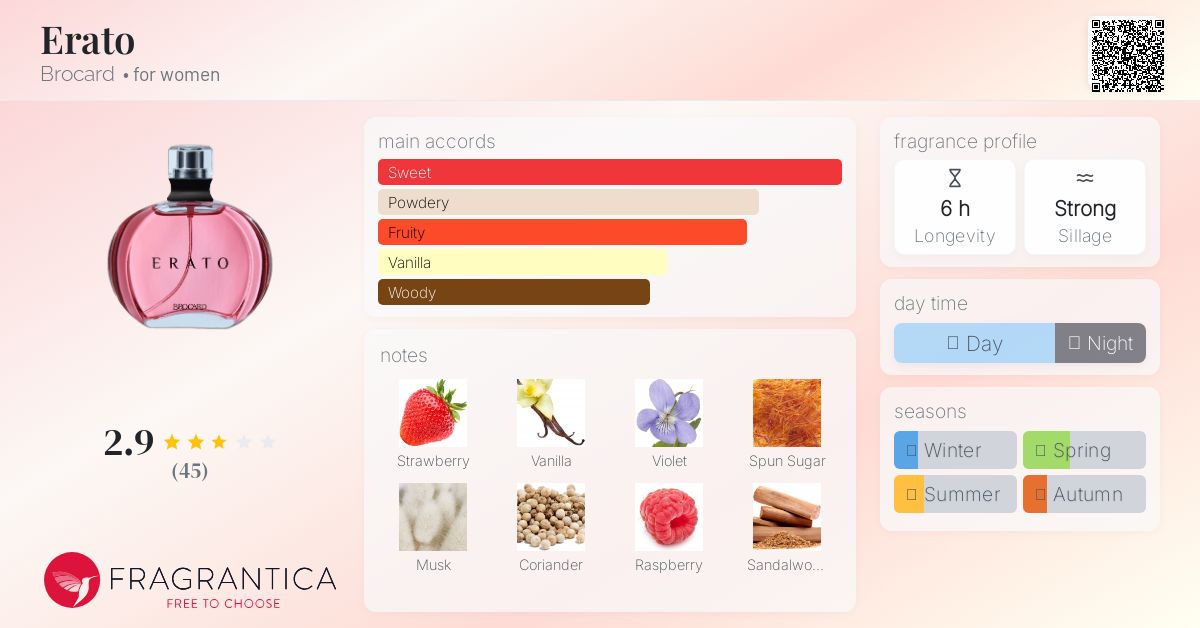 Erato
Brocard • for women
ERATO
BROCARD
2.9
(45)
FRAGRANTICA
FREE TO CHOOSE
main accords
Sweet
Powdery
Fruity
Vanilla
Woody
notes
Strawberry Vanilla Violet Spun Sugar
Musk Coriander Raspberry Sandalwo...
fragrance profile
6 h Strong
Longevity Sillage
day time
Day Night
seasons
Winter Spring
Summer Autumn